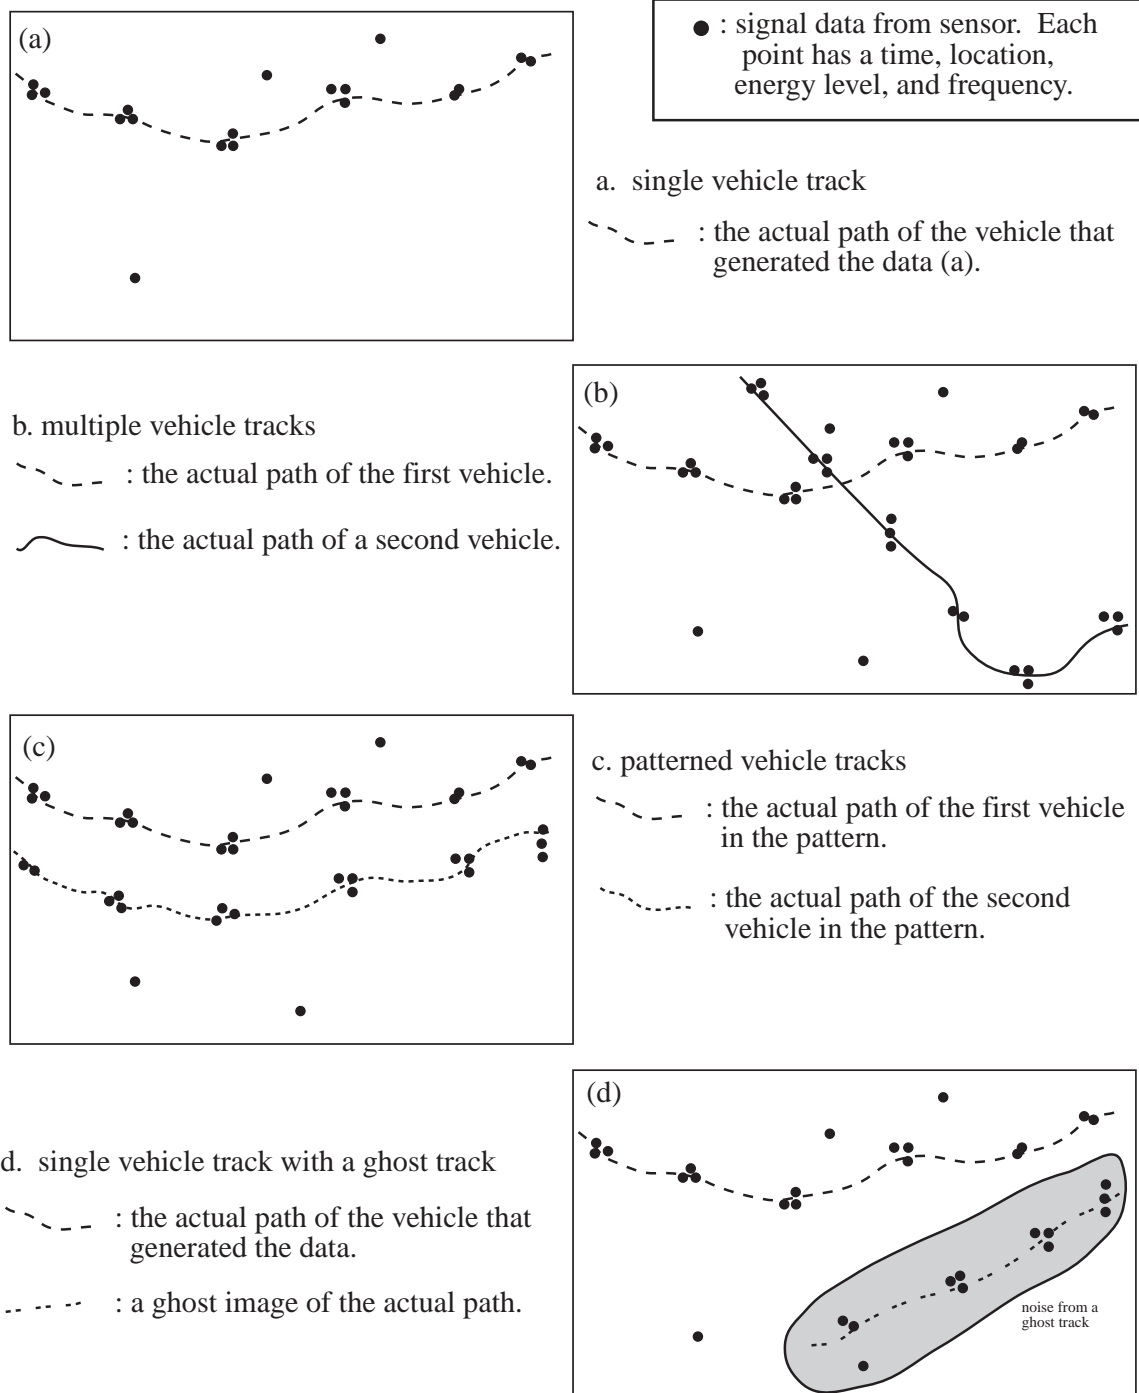 (a)
● : signal data from sensor. Each
point has a time, location,
energy level, and frequency.
a. single vehicle track
: the actual path of the vehicle that
generated the data (a).
(b)
b. multiple vehicle tracks
: the actual path of the first vehicle.
: the actual path of a second vehicle.
(c)
c. patterned vehicle tracks
: the actual path of the first vehicle
in the pattern.
: the actual path of the second
vehicle in the pattern.
(d)
d. single vehicle track with a ghost track
: the actual path of the vehicle that
generated the data.
: a ghost image of the actual path.
noise from a
ghost track